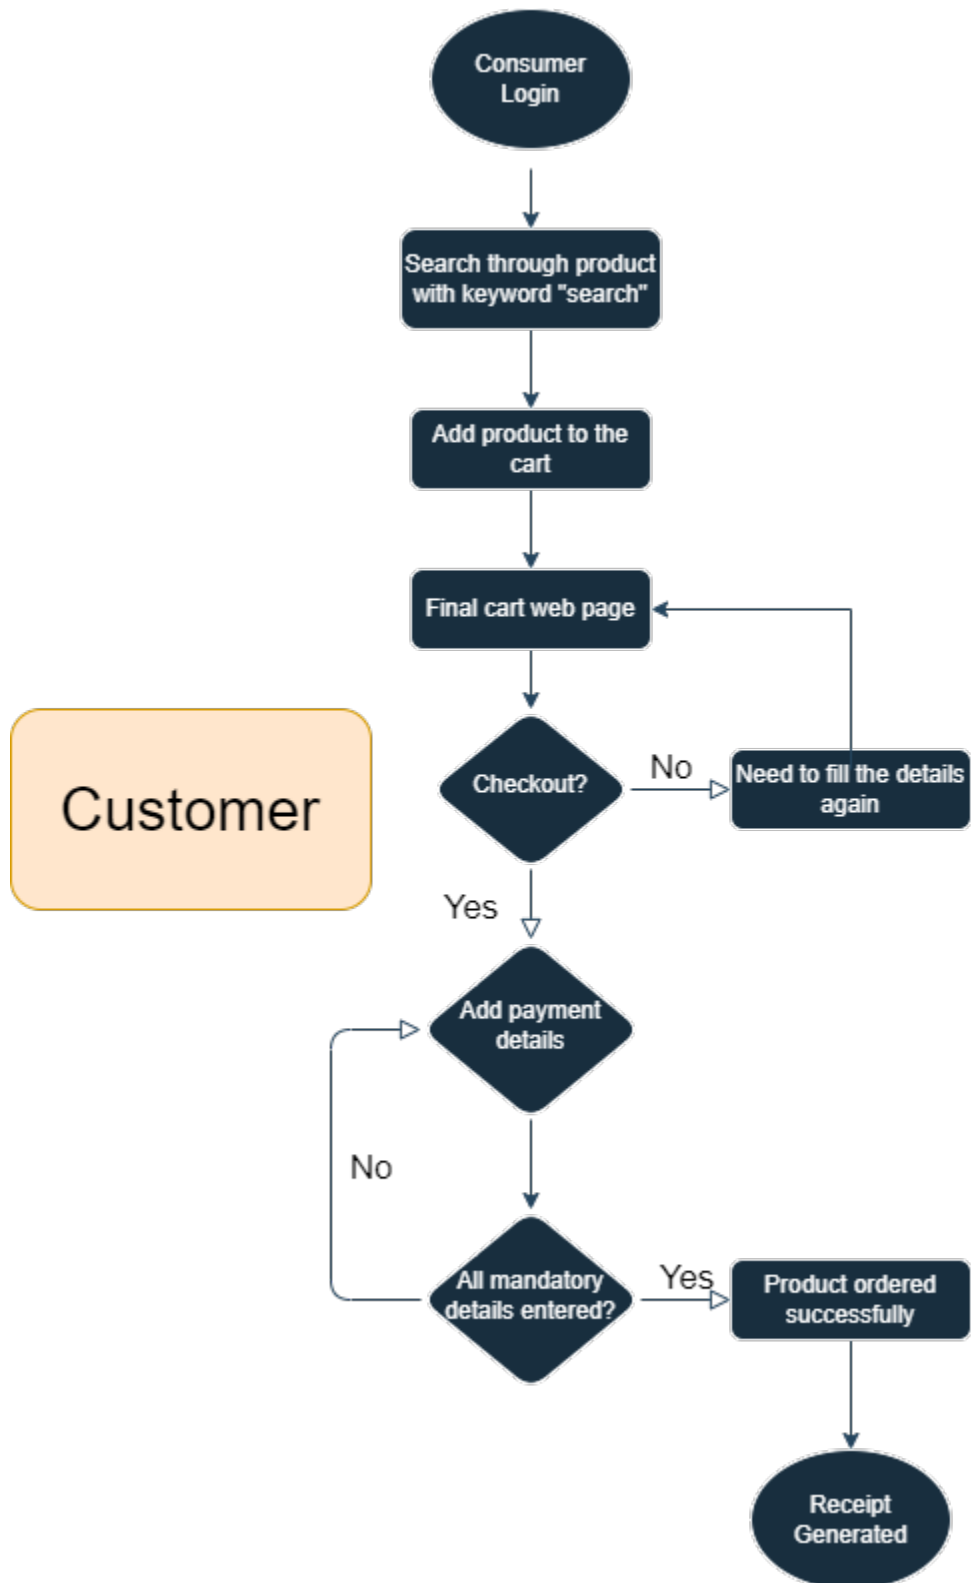 Consumer
Login
Search through product
with keyword "search"
Add product to the
cart
Final cart web page
Checkout?
No
Need to fill the details
again
Customer
Yes
Add payment
details
No
All mandatory
details entered?
Yes
Product ordered
successfully
Receipt
Generated